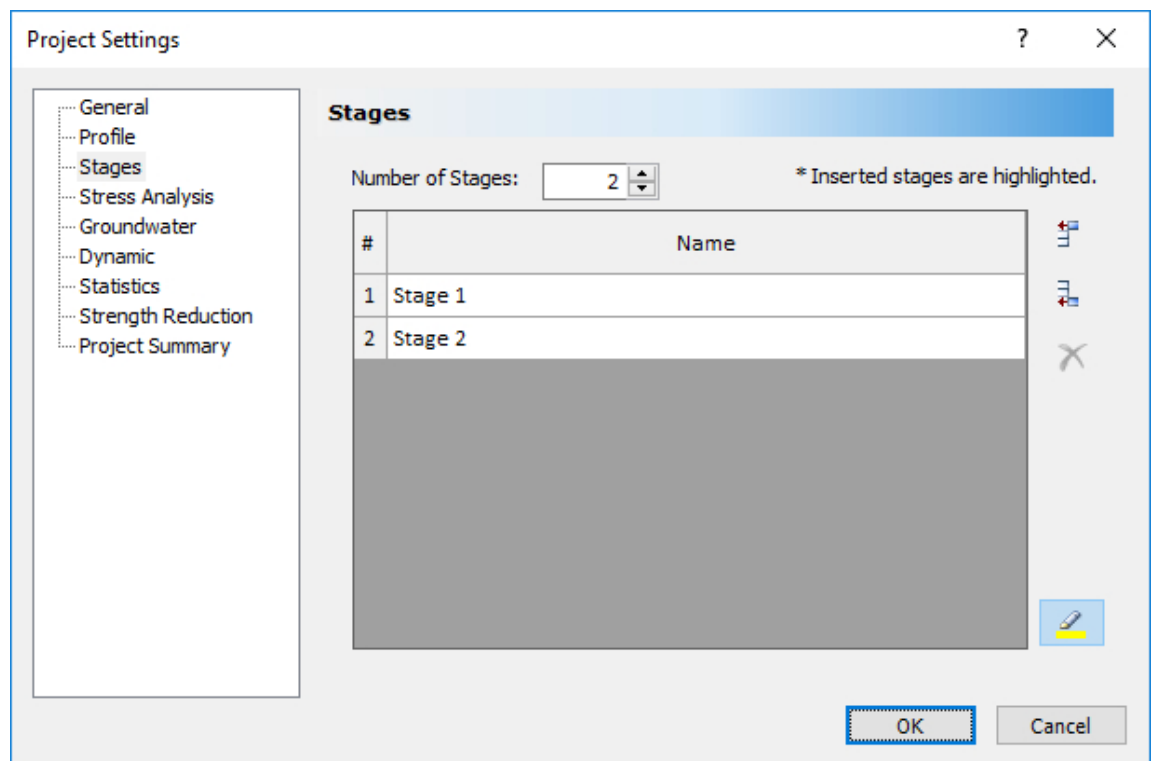 Project Settings
?
General
Profile
Stages
Stress Analysis
Groundwater
Dynamic
Statistics
Strength Reduction
Project Summary
Stages
Number of Stages: 2
* Inserted stages are highlighted.
# Name
1 Stage 1
2 Stage 2
OK Cancel